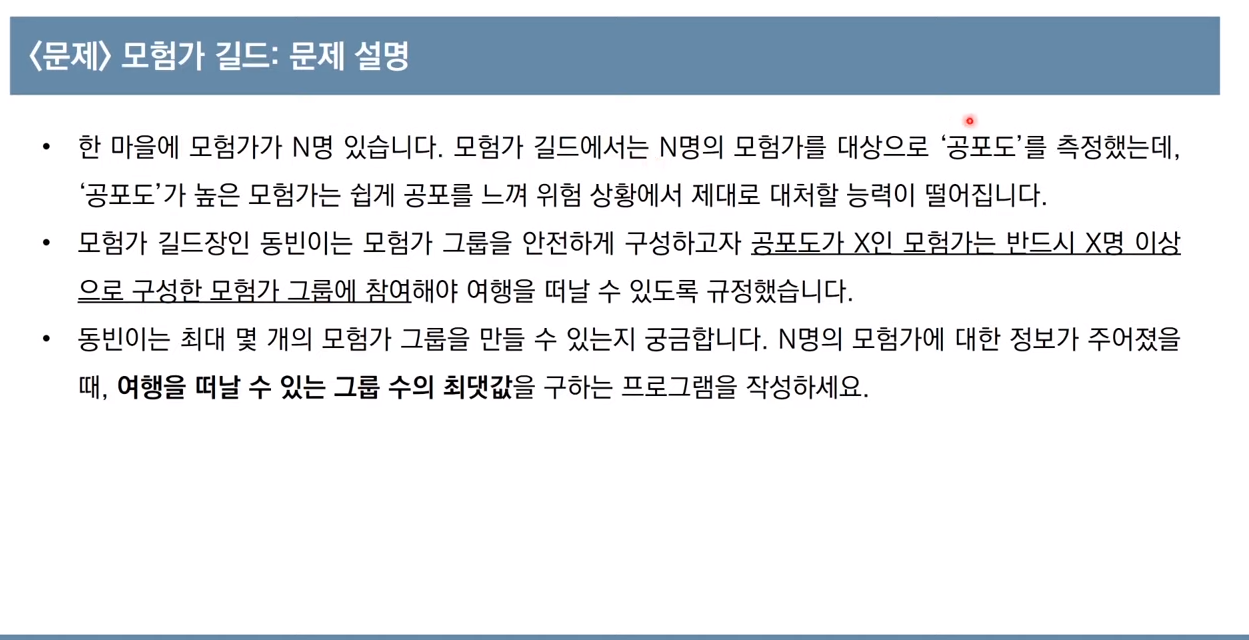 〈문제〉 모험가 길드: 문제 설명
• 한 마을에 모험가가 N명 있습니다. 모험가 길드에서는 N명의 모험가를 대상으로 ‘공포도’를 측정했는데,
‘공포도’가 높은 모험가는 쉽게 공포를 느껴 위험 상황에서 제대로 대처할 능력이 떨어집니다.
• 모험가 길드장인 동빈이는 모험가 그룹을 안전하게 구성하고자 공포도가 X인 모험가는 반드시 X명 이상
으로 구성한 모험가 그룹에 참여해야 여행을 떠날 수 있도록 규정했습니다.
• 동빈이는 최대 몇 개의 모험가 그룹을 만들 수 있는지 궁금합니다. N명의 모험가에 대한 정보가 주어졌을
때, 여행을 떠날 수 있는 그룹 수의 최댓값을 구하는 프로그램을 작성하세요.